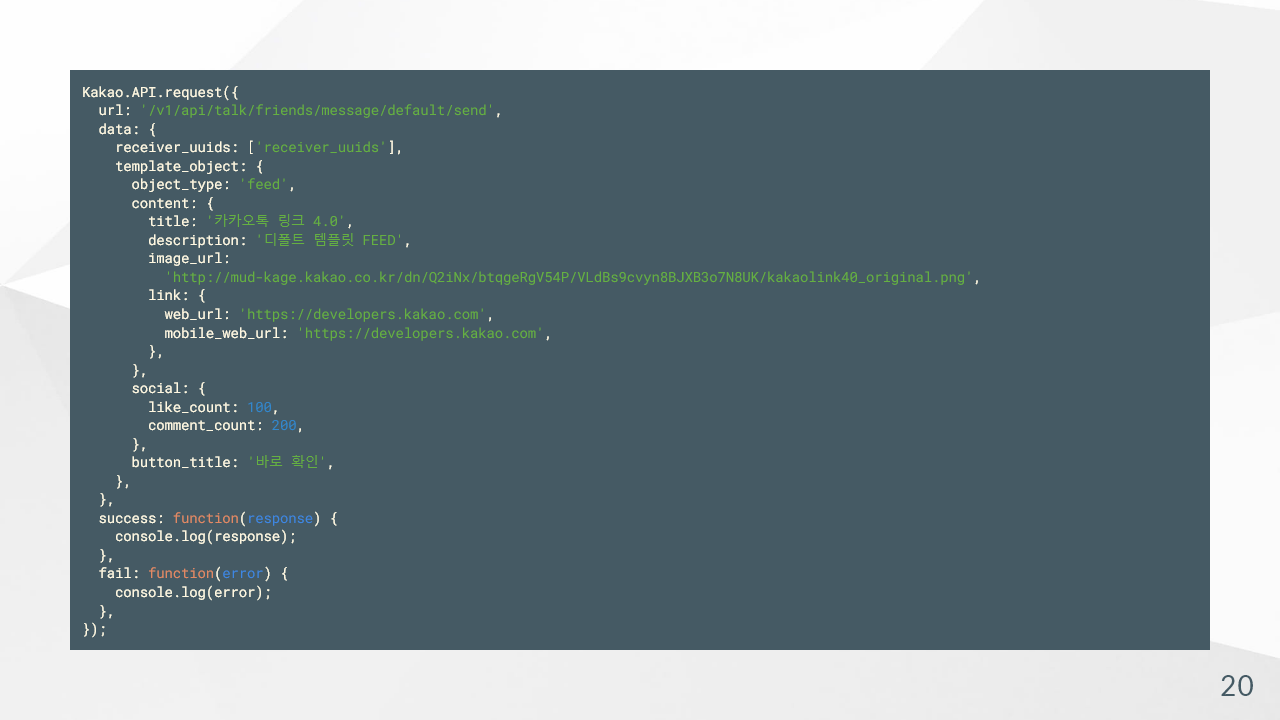 Kakao.API.request({
  url: '/v1/api/talk/friends/message/default/send',
  data: {
    receiver_uuids: ['receiver_uuids'],
    template_object: {
      object_type: 'feed',
      content: {
        title: '카카오톡 링크 4.0',
        description: '디폴트 템플릿 FEED',
        image_url:
          'http://mud-kage.kakao.co.kr/dn/Q2iNx/btqgeRgV54P/VLdBs9cvyn8BJXB3o7N8UK/kakaolink40_original.png',
        link: {
          web_url: 'https://developers.kakao.com',
          mobile_web_url: 'https://developers.kakao.com',
        },
      },
      social: {
        like_count: 100,
        comment_count: 200,
      },
      button_title: '바로 확인',
    },
  },
  success: function(response) {
    console.log(response);
  },
  fail: function(error) {
    console.log(error);
  },
});
20